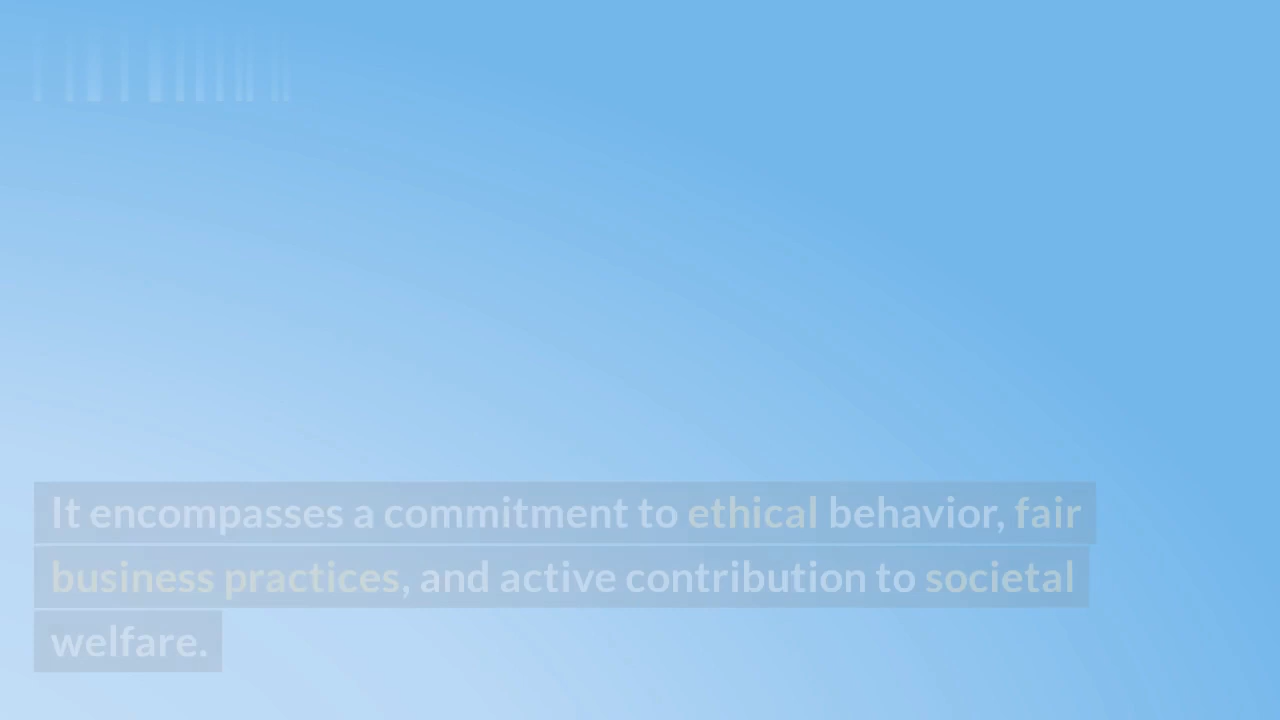 It encompasses a commitment to ethical behavior, fair
business practices, and active contribution to societal
welfare.